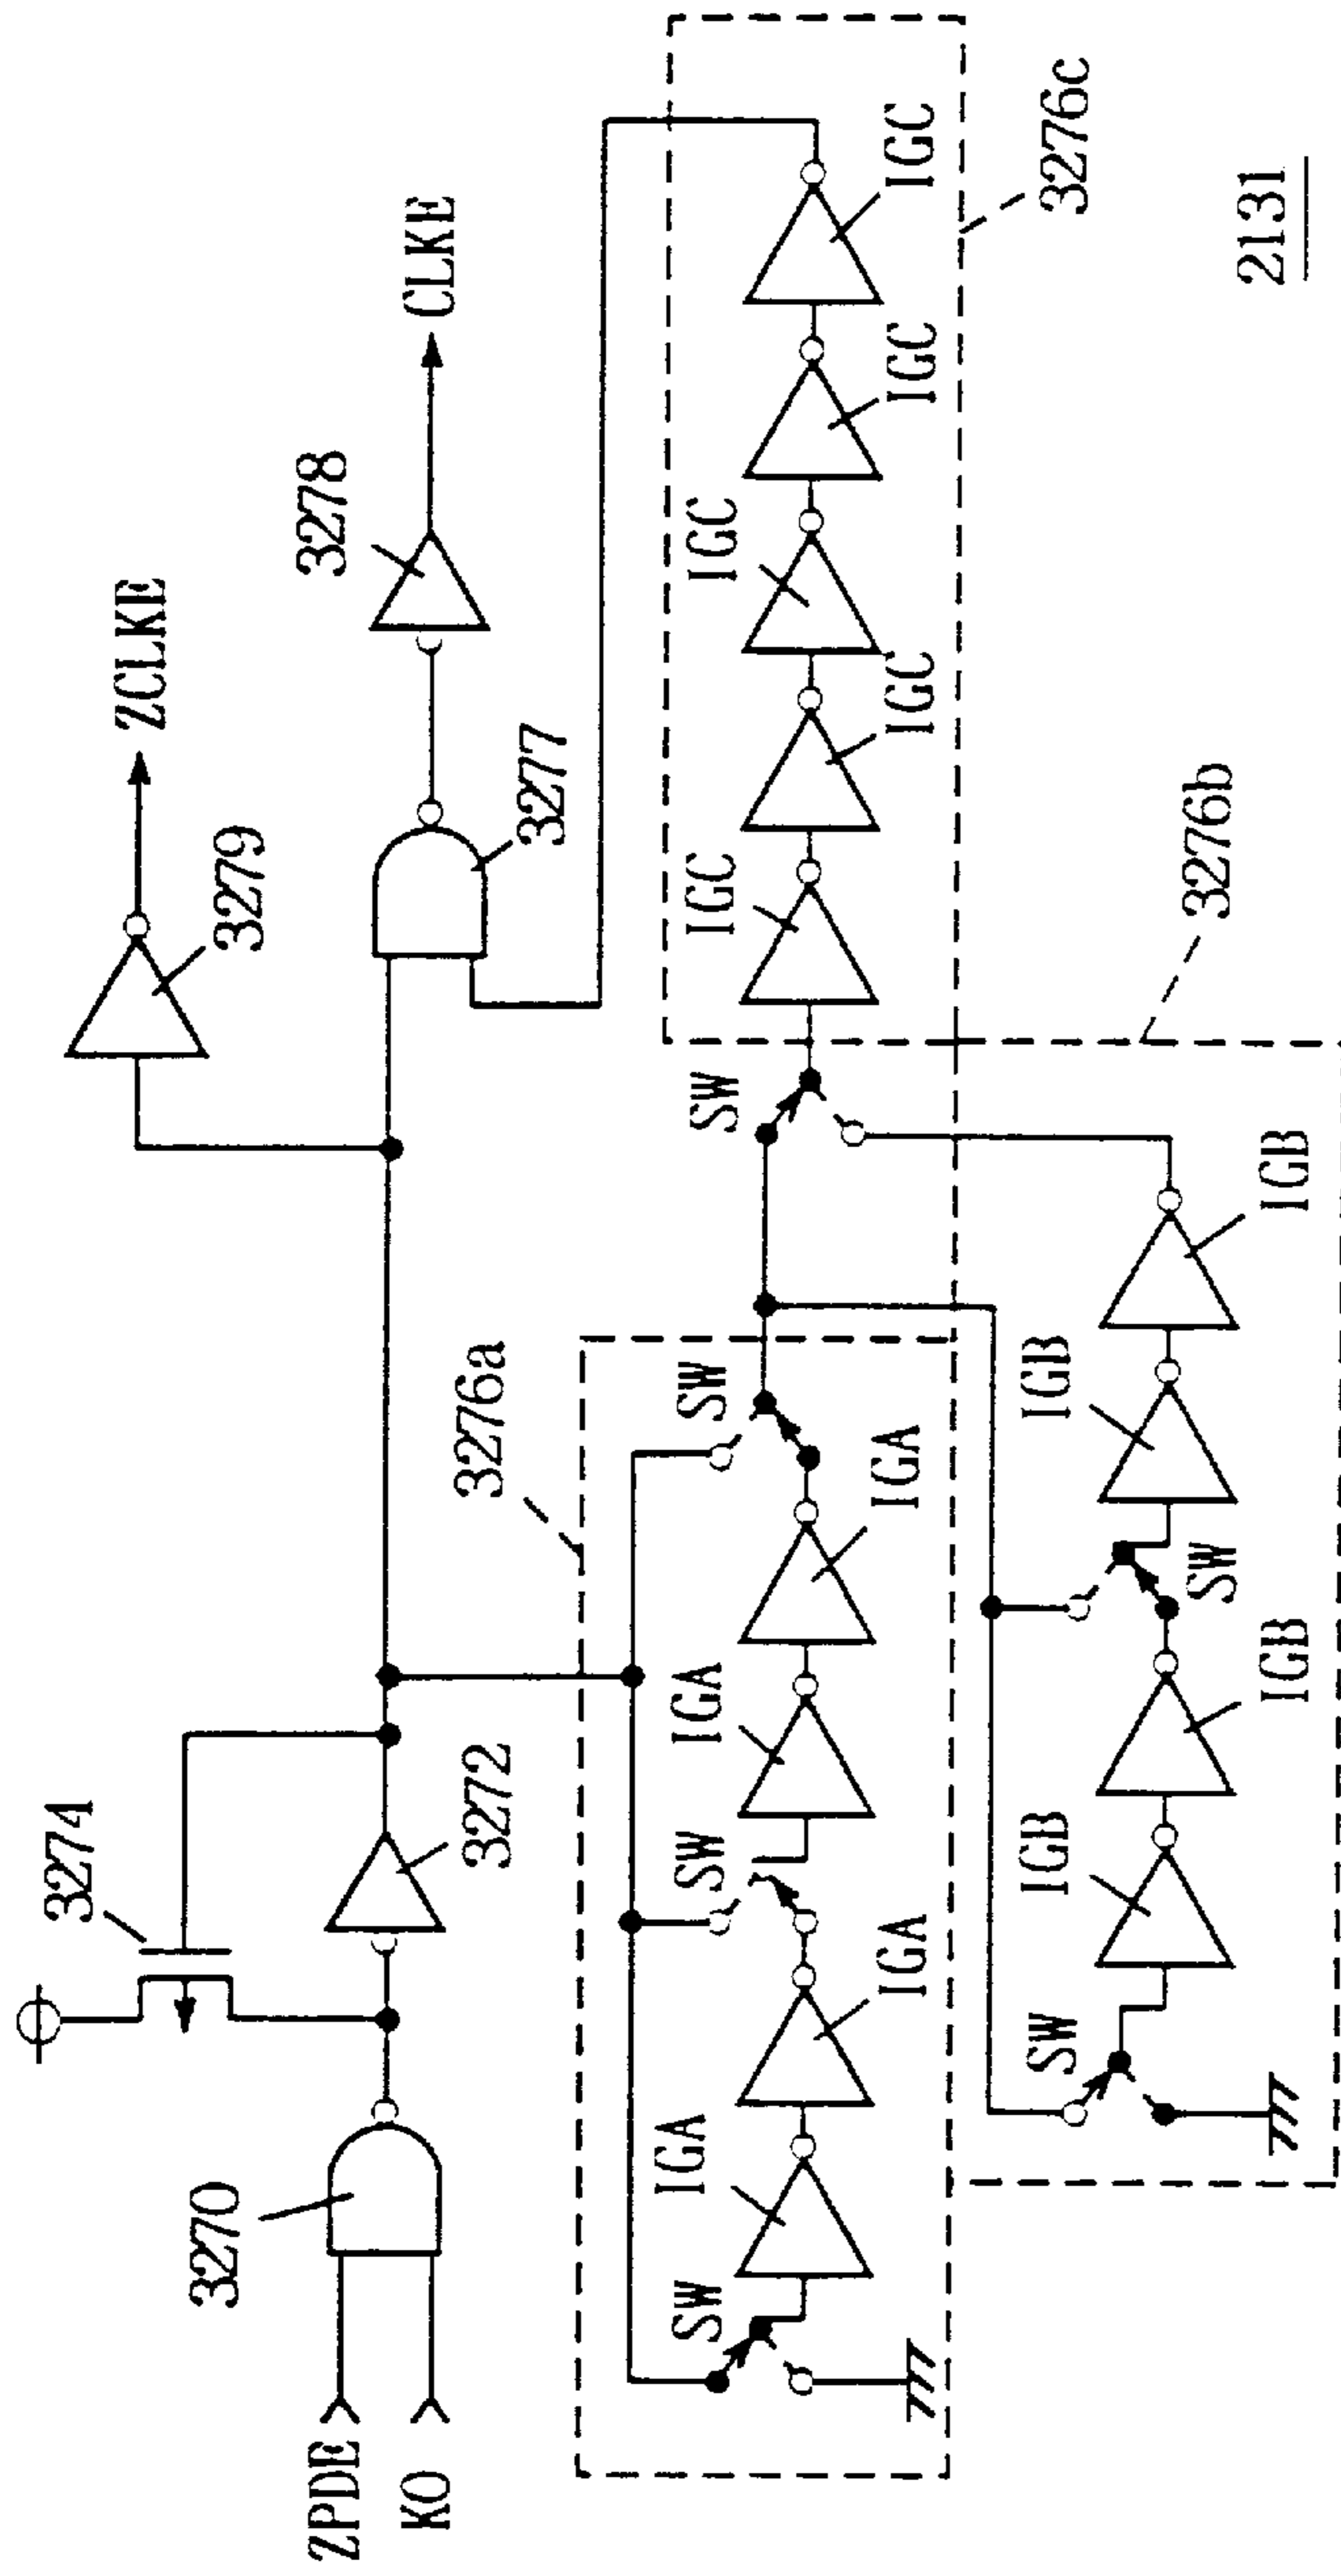 ZPDE
K0
3270
3274
3272
ZCLKE
3279
3277
3278
CLKE
3276a
SW
IGA
IGA
SW
IGA
IGA
SW
SW
IGC
IGC
IGC
IGC
IGC
3276c
SW
IGB
IGB
SW
IGB
IGB
3276b
2131